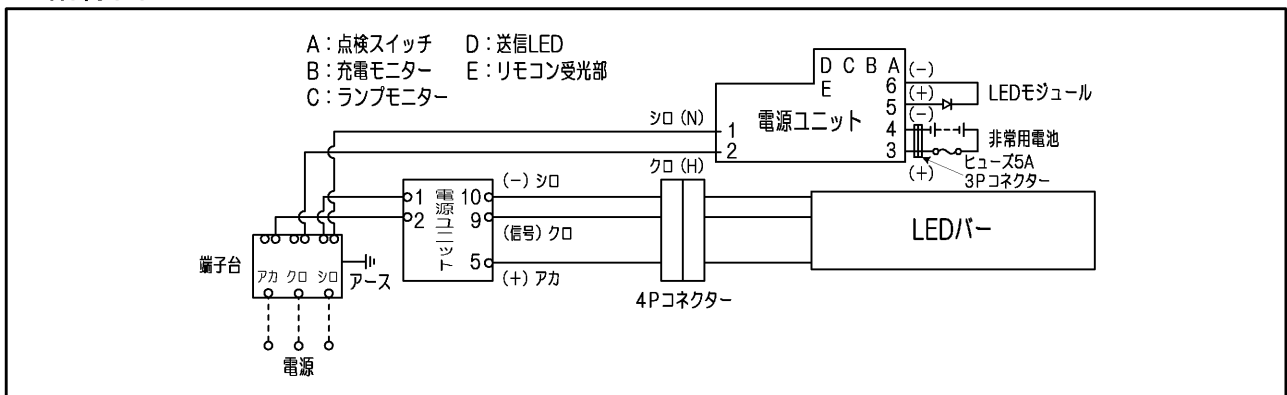 A：点検スイッチ D：送信LED
B：充電モニター E：リモコン受光部
C：ランプモニター
D C B A
E
(-)
6
(+)
5
LEDモジュール
(-)
4
3
電源ユニット
非常用電池
ヒューズ5A
3Pコネクター
(+)
シロ (N)
1
2
クロ (H)
1
2
電源ユニット
10
9
5
(-) シロ
(信号) クロ
(+) アカ
4Pコネクター
LEDバー
端子台
アカ クロ シロ
アース
電源